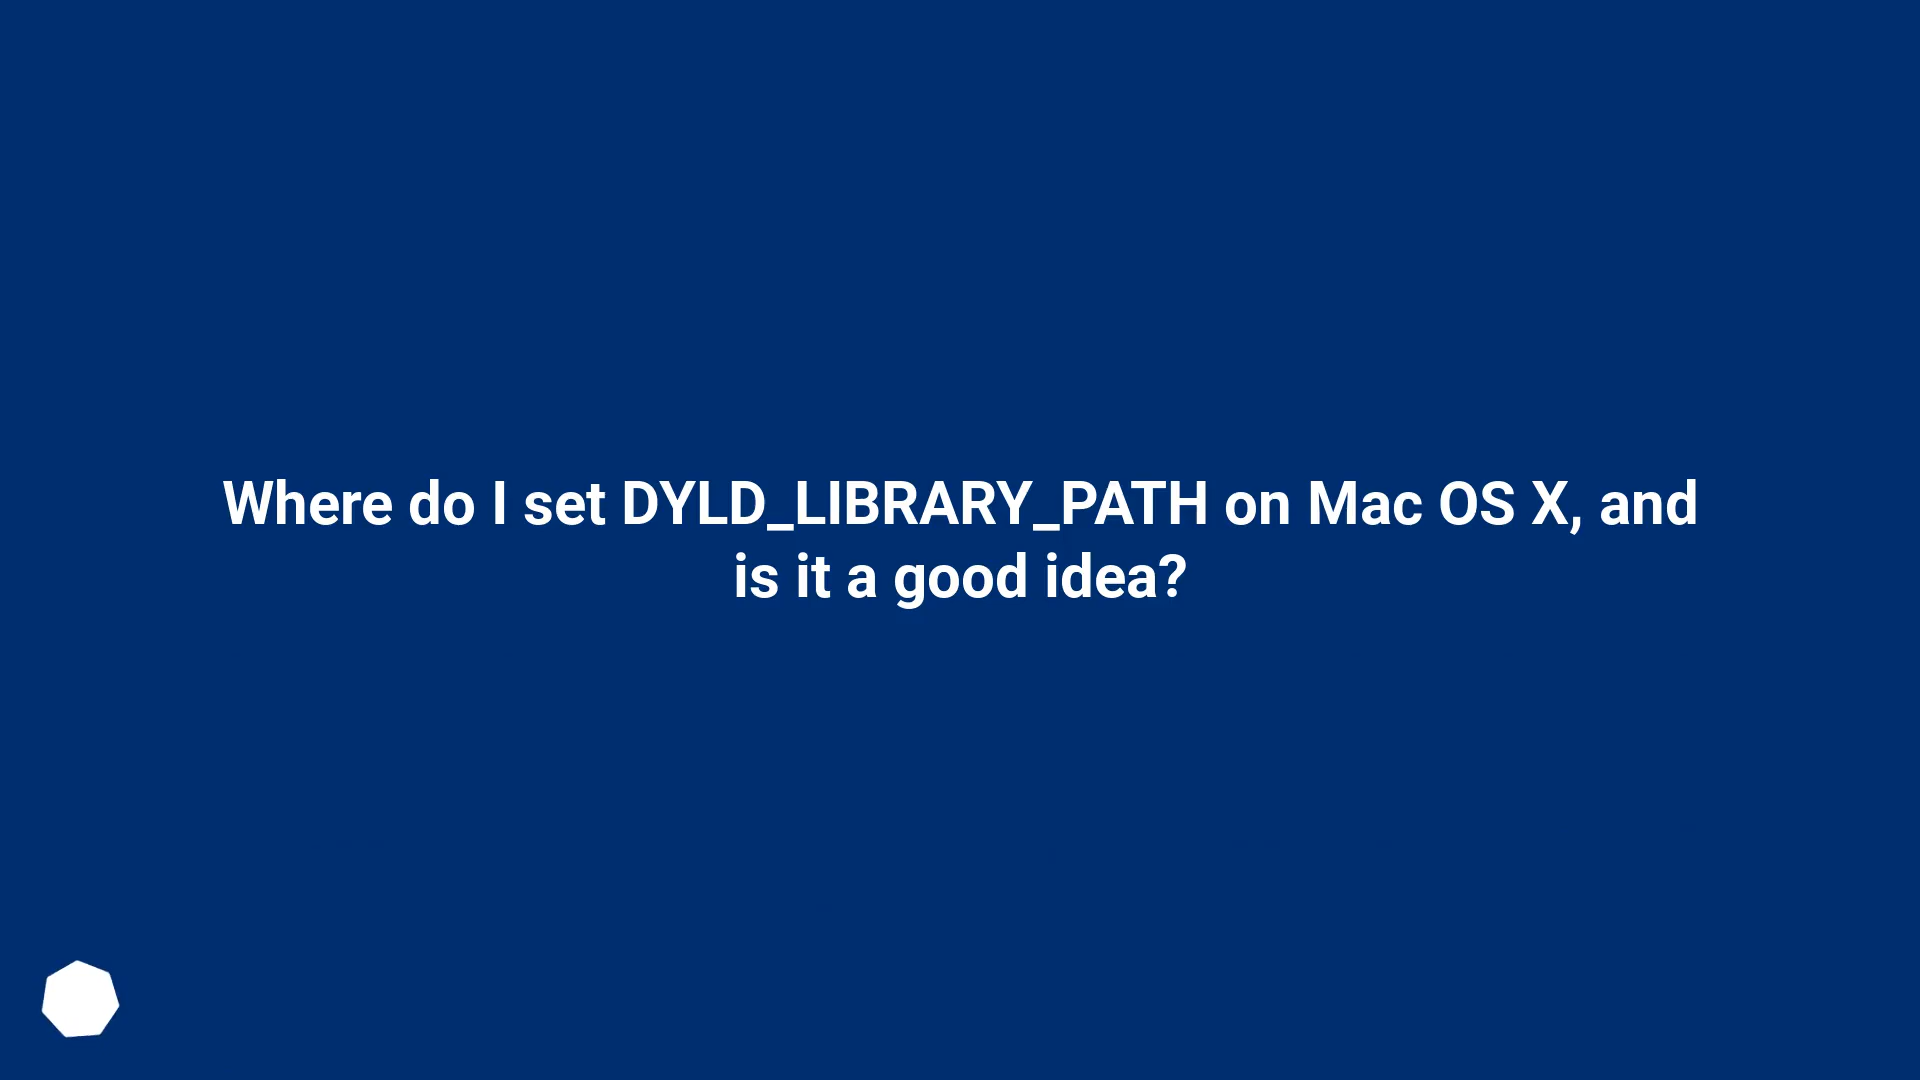 Where do I set DYLD_LIBRARY_PATH on Mac OS X, and
is it a good idea?